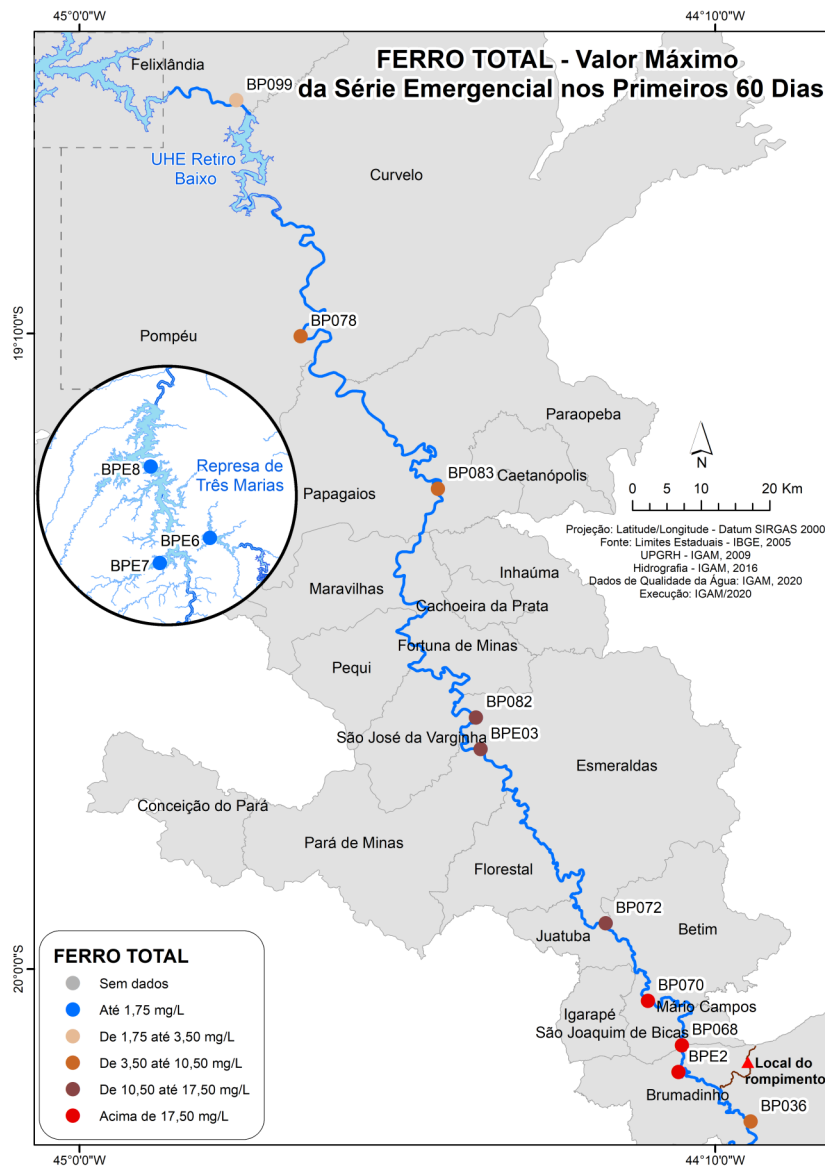 45°0'0"W
44°10'0"W
FERRO TOTAL - Valor Máximo
da Série Emergencial nos Primeiros 60 Dias
Felixlândia
BP099
UHE Retiro
Baixo
Curvelo
19°10'0"S
BP078
Pompéu
Paraopeba
BPE8
Represa de
Três Marias
BP083
Caetanópolis
N
Papagaios
0 5 10 20 Km
BPE6
BPE7
Projeção: Latitude/Longitude - Datum SIRGAS 2000
Fonte: Limites Estaduais - IBGE, 2005
UPGRH - IGAM, 2009
Hidrografia - IGAM, 2016
Dados de Qualidade da Água: IGAM, 2020
Execução: IGAM/2020
Inhaúma
Maravilhas
Cachoeira da Prata
Fortuna de Minas
Pequi
BP082
São José da Varginha
BPE03
Esmeraldas
Conceição do Pará
Pará de Minas
Florestal
BP072
Juatuba
Betim
20°0'0"S
BP070
Mário Campos
Igarapé
São Joaquim de Bicas
BP068
BPE2
Local do
rompimento
Brumadinho
BP036
FERRO TOTAL
Sem dados
Até 1,75 mg/L
De 1,75 até 3,50 mg/L
De 3,50 até 10,50 mg/L
De 10,50 até 17,50 mg/L
Acima de 17,50 mg/L
45°0'0"W
44°10'0"W